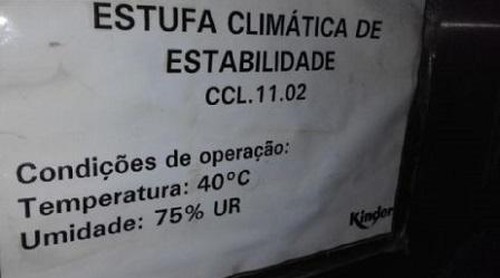 ESTUFA CLIMÁTICA DE
ESTABILIDADE
CCL.11.02
Condições de operação:
Temperatura: 40°C
Umidade: 75% UR
Kinder